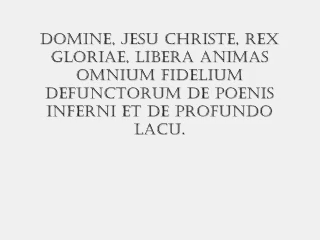 DOMINE, JESU CHRISTE, REX
GLORIAE, LIBERA ANIMAS
OMNIUM FIDELIUM
DEFUNCTORUM DE POENIS
INFERNI ET DE PROFUNDO
LACU.